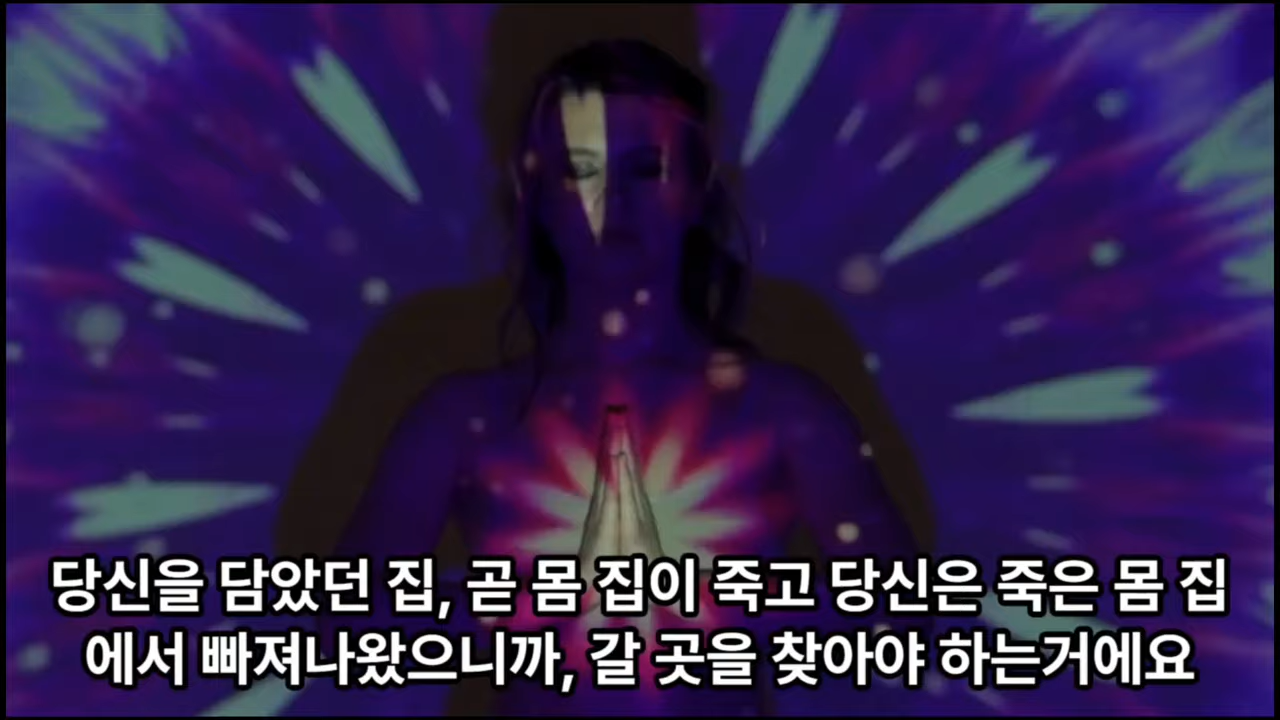 당신을 담았던 집, 곧 몸 집이 죽고 당신은 죽은 몸 집
에서 빠져나왔으니까, 갈 곳을 찾아야 하는거에요